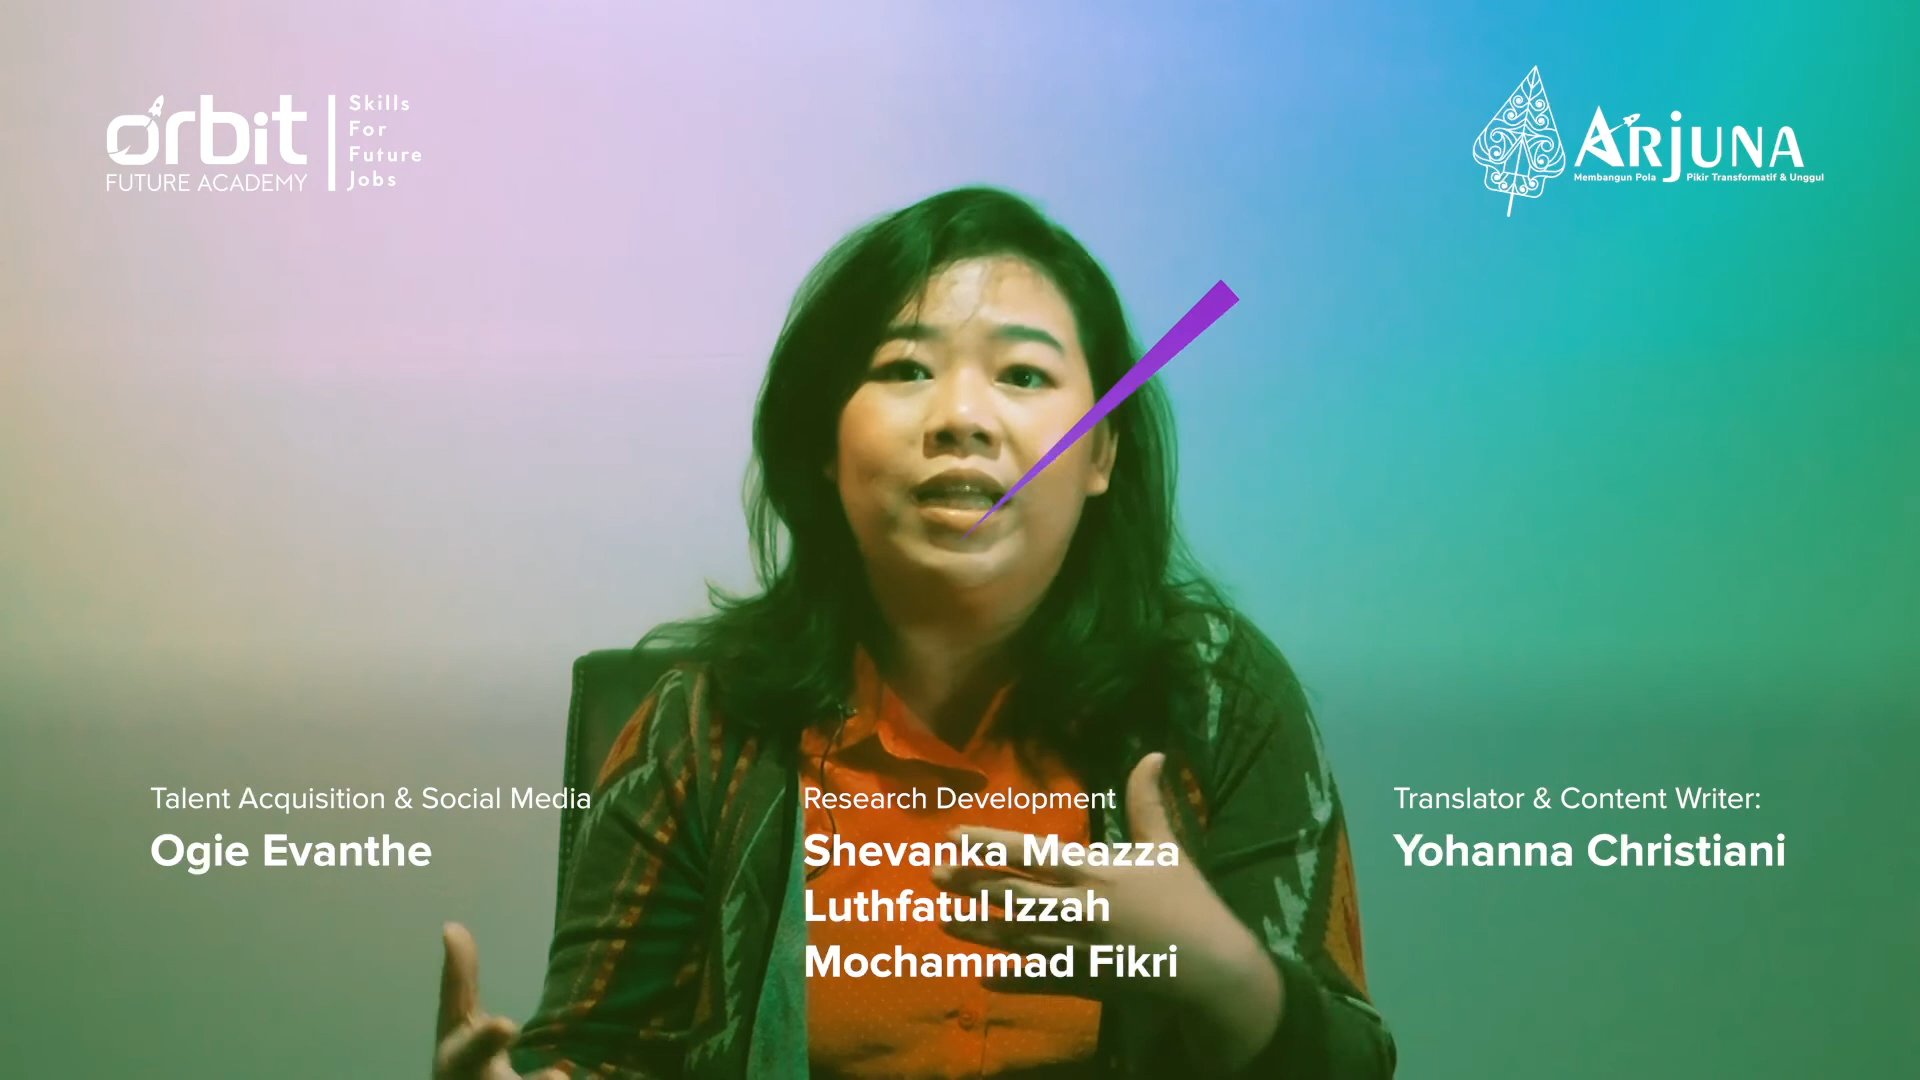 orbit
FUTURE ACADEMY
Skills
For
Future
Jobs
ARJUNA
Membangun Pola Pikir Transformatif & Unggul
Talent Acquisition & Social Media
Ogie Evanthe
Research Development
Shevanka Meazza
Luthfatul Izzah
Mochammad Fikri
Translator & Content Writer:
Yohanna Christiani